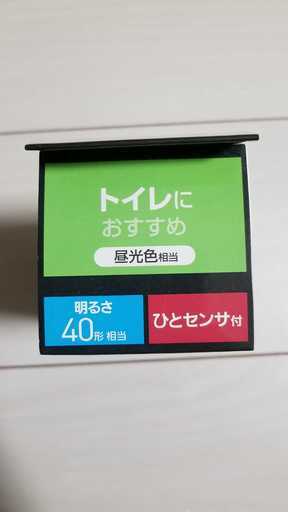 トイレに
おすすめ
昼光色相当
明るさ
40形相当
ひとセンサ付